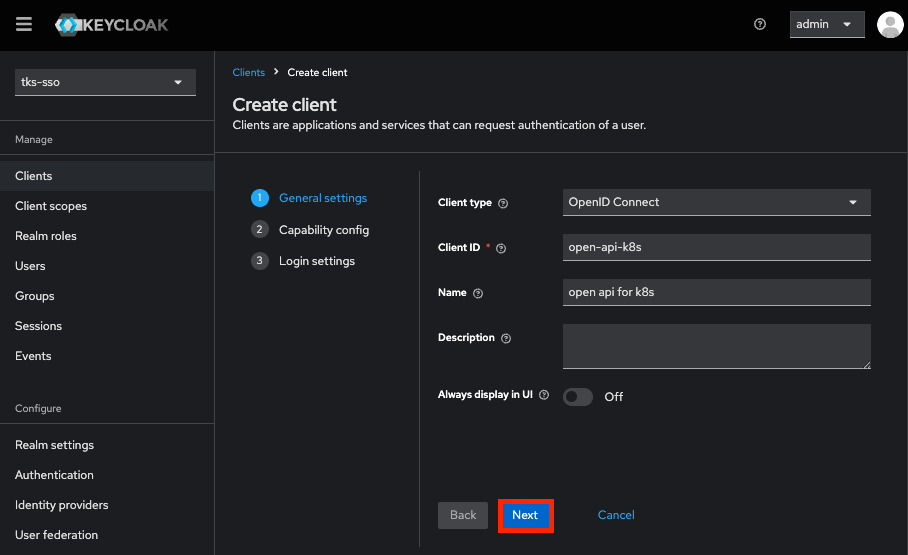 KEYCLOAK
admin
tks-sso
Manage
Clients
Client scopes
Realm roles
Users
Groups
Sessions
Events
Configure
Realm settings
Authentication
Identity providers
User federation
Clients > Create client
Create client
Clients are applications and services that can request authentication of a user.
1 General settings
2 Capability config
3 Login settings
Client type
OpenID Connect
Client ID *
open-api-k8s
Name
open api for k8s
Description
Always display in UI
Off
Back
Next
Cancel